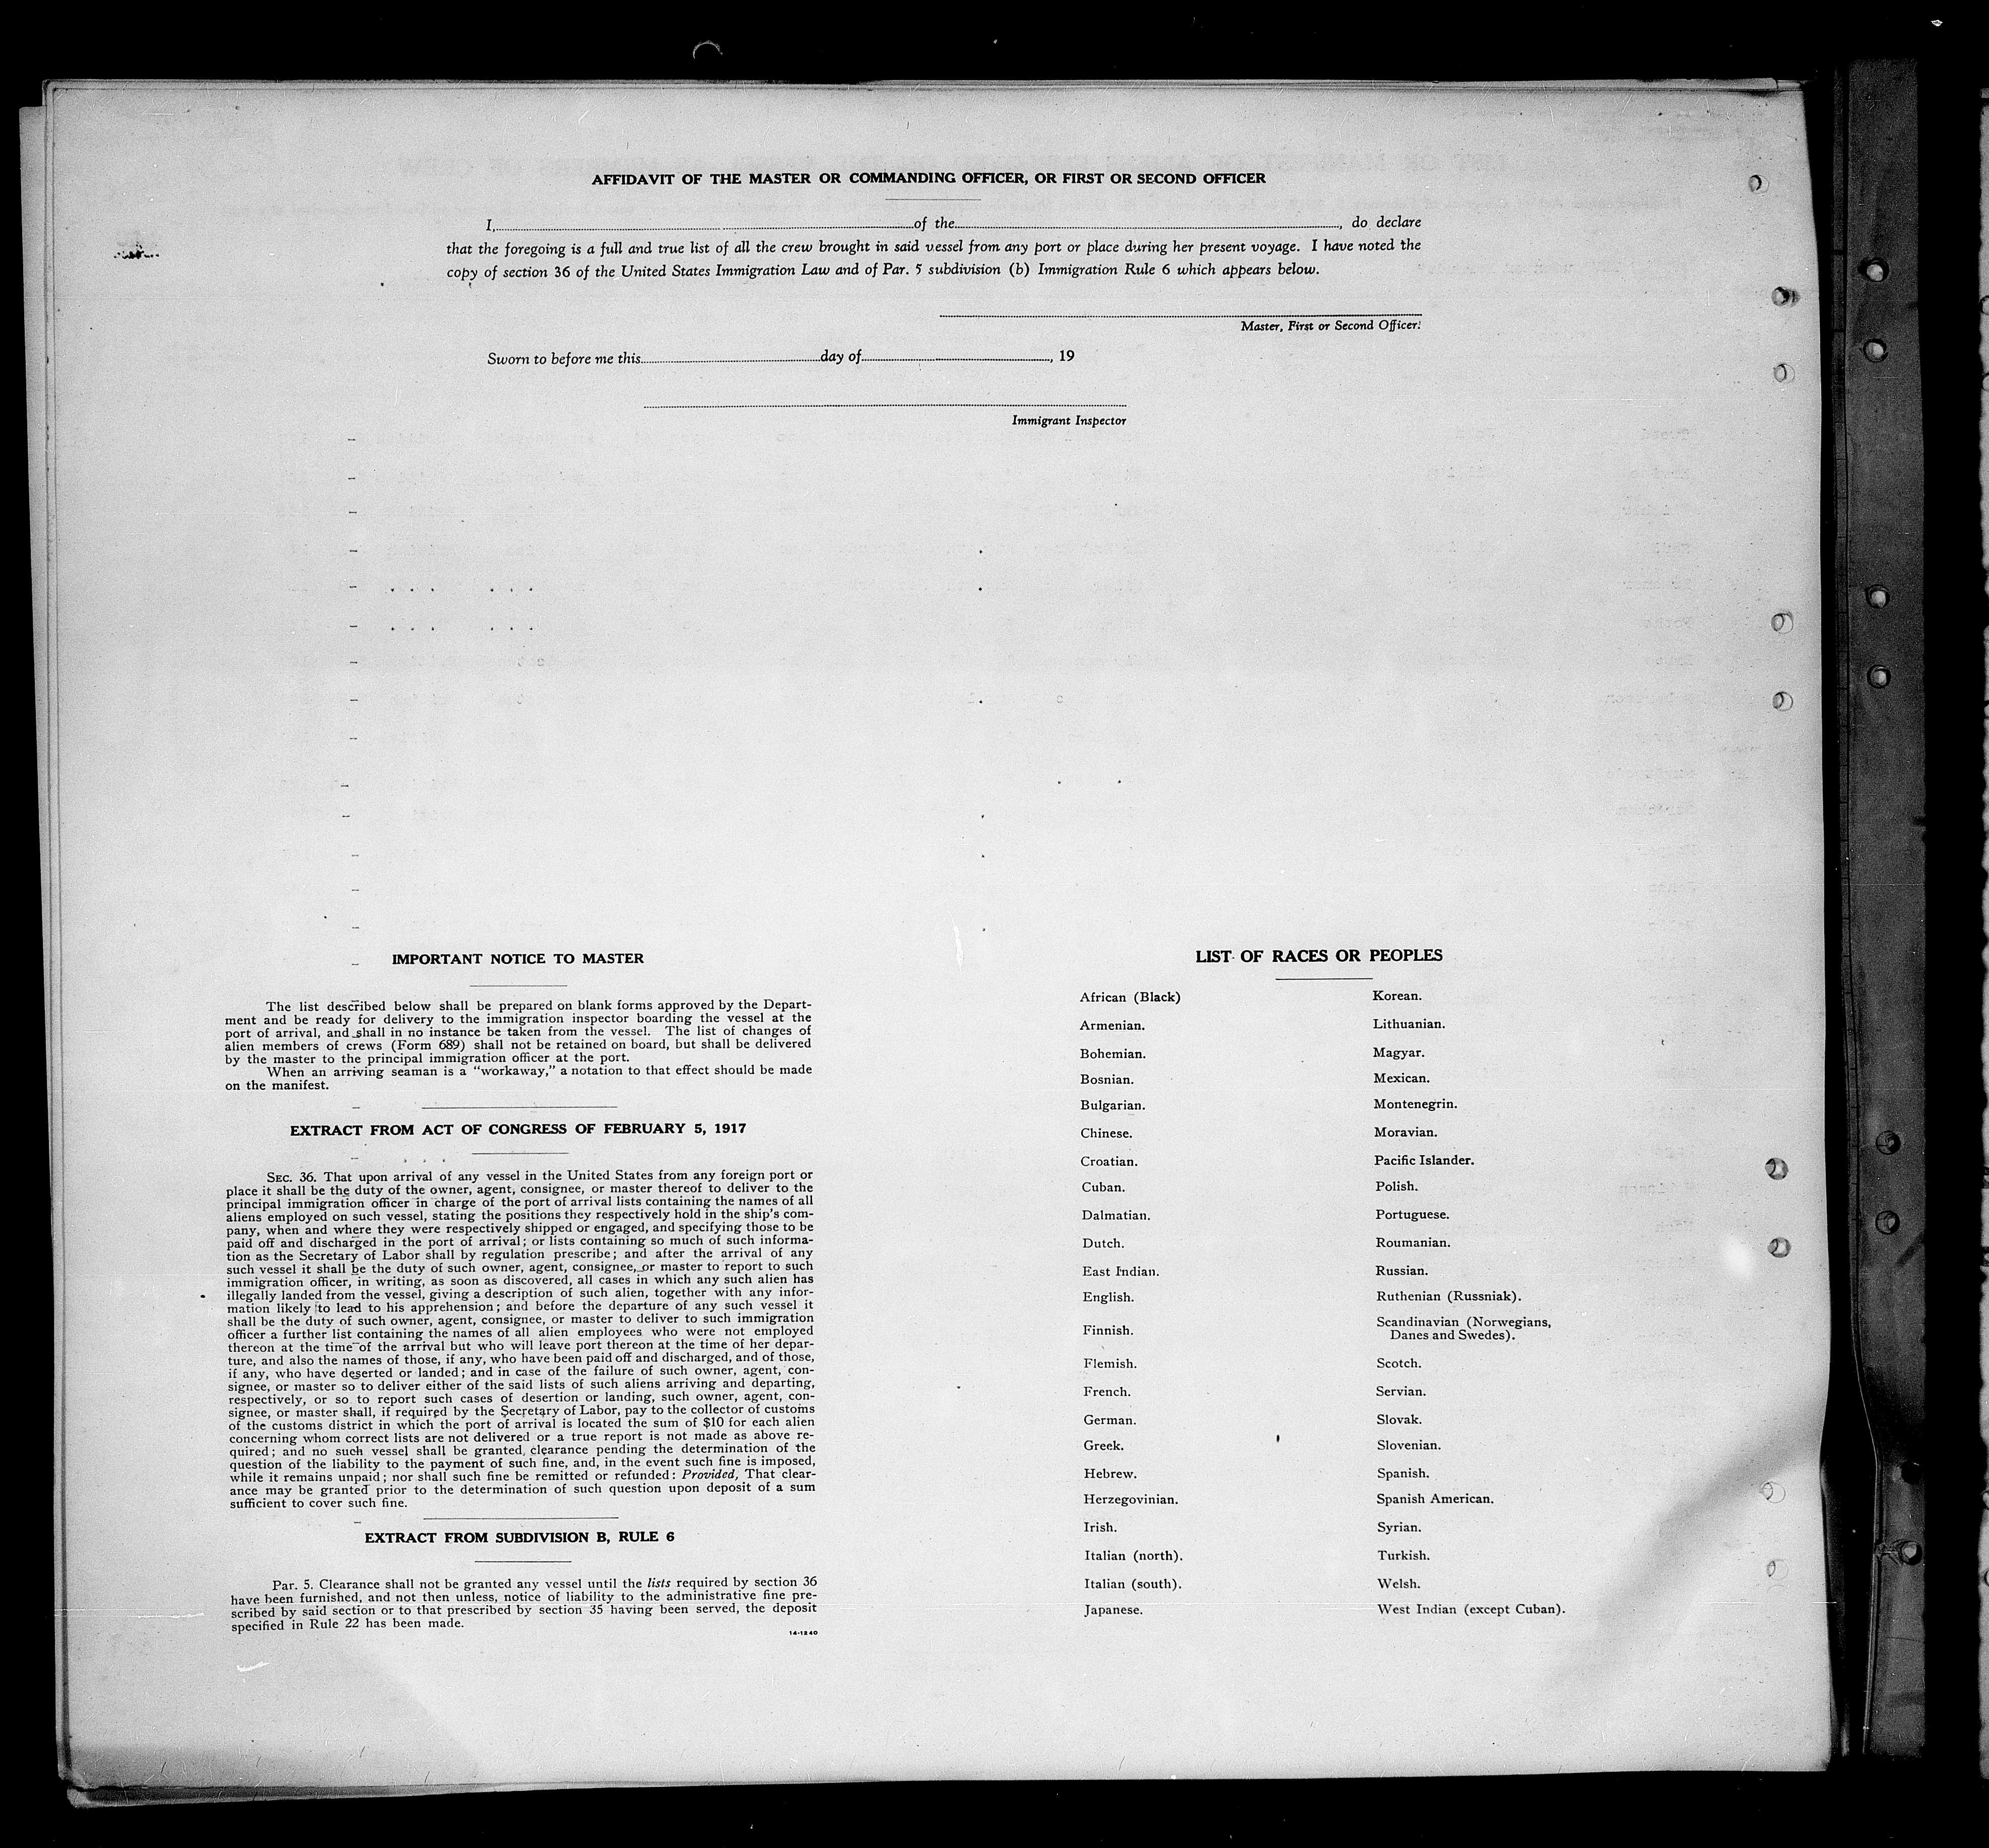 AFFIDAVIT OF THE MASTER OR COMMANDING OFFICER, OR FIRST OR SECOND OFFICER
I, of the , do declare
that the foregoing is a full and true list of all the crew brought in said vessel from any port or place during her present voyage. I have noted the
copy of section 36 of the United States Immigration Law and of Par. 5 subdivision (b) Immigration Rule 6 which appears below.
Master, First or Second Officer.
Sworn to before me this day of , 19
Immigrant Inspector
IMPORTANT NOTICE TO MASTER
The list described below shall be prepared on blank forms approved by the Depart-
ment and be ready for delivery to the immigration inspector boarding the vessel at the
port of arrival, and shall in no instance be taken from the vessel. The list of changes of
alien members of crews (Form 689) shall not be retained on board, but shall be delivered
by the master to the principal immigration officer at the port.
When an arriving seaman is a "workaway," a notation to that effect should be made
on the manifest.
EXTRACT FROM ACT OF CONGRESS OF FEBRUARY 5, 1917
SEC. 36. That upon arrival of any vessel in the United States from any foreign port or
place it shall be the duty of the owner, agent, consignee, or master thereof to deliver to the
principal immigration officer in charge of the port of arrival lists containing the names of all
aliens employed on such vessel, stating the positions they respectively hold in the ship's com-
pany, when and where they were respectively shipped or engaged, and specifying those to be
paid off and discharged in the port of arrival; or lists containing so much of such informa-
tion as the Secretary of Labor shall by regulation prescribe; and after the arrival of any
such vessel it shall be the duty of such owner, agent, consignee, or master to report to such
immigration officer, in writing, as soon as discovered, all cases in which any such alien has
illegally landed from the vessel, giving a description of such alien, together with any infor-
mation likely to lead to his apprehension; and before the departure of any such vessel it
shall be the duty of such owner, agent, consignee, or master to deliver to such immigration
officer a further list containing the names of all alien employees who were not employed
thereon at the time of the arrival but who will leave port thereon at the time of her depar-
ture, and also the names of those, if any, who have been paid off and discharged, and of those,
if any, who have deserted or landed; and in case of the failure of such owner, agent, con-
signee, or master so to deliver either of the said lists of such aliens arriving and departing,
respectively, or so to report such cases of desertion or landing, such owner, agent, con-
signee, or master shall, if required by the Secretary of Labor, pay to the collector of customs
of the customs district in which the port of arrival is located the sum of $10 for each alien
concerning whom correct lists are not delivered or a true report is not made as above re-
quired; and no such vessel shall be granted clearance pending the determination of the
question of the liability to the payment of such fine, and, in the event such fine is imposed,
while it remains unpaid; nor shall such fine be remitted or refunded: Provided, That clear-
ance may be granted prior to the determination of such question upon deposit of a sum
sufficient to cover such fine.
EXTRACT FROM SUBDIVISION B, RULE 6
Par. 5. Clearance shall not be granted any vessel until the lists required by section 36
have been furnished, and not then unless, notice of liability to the administrative fine pre-
scribed by said section or to that prescribed by section 35 having been served, the deposit
specified in Rule 22 has been made.
14-1240
LIST OF RACES OR PEOPLES
African (Black)
Armenian.
Bohemian.
Bosnian.
Bulgarian.
Chinese.
Croatian.
Cuban.
Dalmatian.
Dutch.
East Indian.
English.
Finnish.
Flemish.
French.
German.
Greek.
Hebrew.
Herzegovinian.
Irish.
Italian (north).
Italian (south).
Japanese.
Korean.
Lithuanian.
Magyar.
Mexican.
Montenegrin.
Moravian.
Pacific Islander.
Polish.
Portuguese.
Roumanian.
Russian.
Ruthenian (Russniak).
Scandinavian (Norwegians,
Danes and Swedes).
Scotch.
Servian.
Slovak.
Slovenian.
Spanish.
Spanish American.
Syrian.
Turkish.
Welsh.
West Indian (except Cuban).